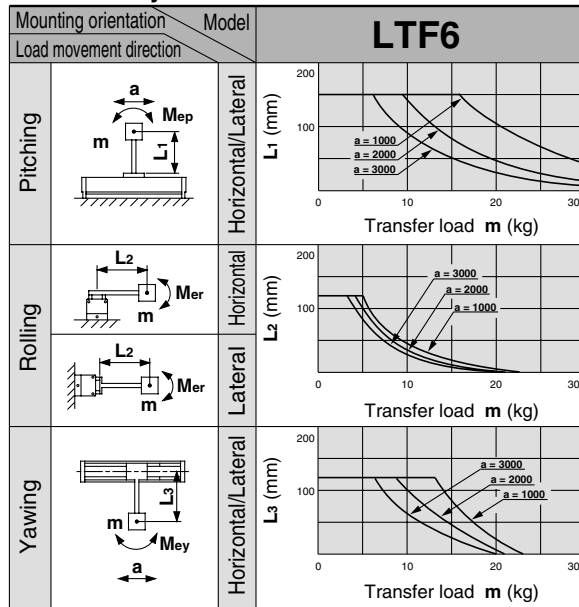 Mounting orientation Model
Load movement direction
LTF6
Pitching
a
Mep
m
L1
Horizontal/Lateral
L1 (mm)
200
100
a = 1000
a = 2000
a = 3000
0 10 20 30
Transfer load m (kg)
Rolling
L2
Mer
m
Horizontal
L2
Mer
m
Lateral
L2 (mm)
200
100
a = 3000
a = 2000
a = 1000
0 10 20 30
Transfer load m (kg)
Yawing
L3
m
Mey
a
Horizontal/Lateral
L3 (mm)
200
100
a = 3000
a = 2000
a = 1000
0 10 20 30
Transfer load m (kg)